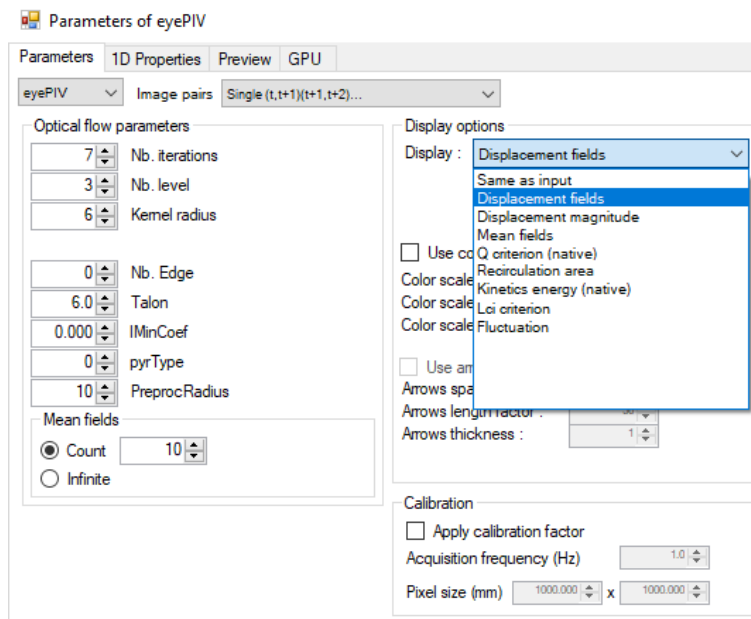 Parameters of eyePIV
Parameters 1D Properties Preview GPU
eyePIV Image pairs Single (t,t+1)(t+1,t+2)...
Optical flow parameters
7 Nb. iterations
3 Nb. level
6 Kernel radius
0 Nb. Edge
6.0 Talon
0.000 IMinCoef
0 pyrType
10 PreprocRadius
Mean fields
Count 10
Infinite
Display options
Display : Displacement fields
Same as input
Displacement fields
Displacement magnitude
Mean fields
Q criterion (native)
Recirculation area
Kinetics energy (native)
Lci criterion
Fluctuation
Use co
Color scale
Color scale
Color scale
Use arr
Arrows spa
Arrows length factor :
Arrows thickness : 1
Calibration
Apply calibration factor
Acquisition frequency (Hz) 1.0
Pixel size (mm) 1000.000 x 1000.000